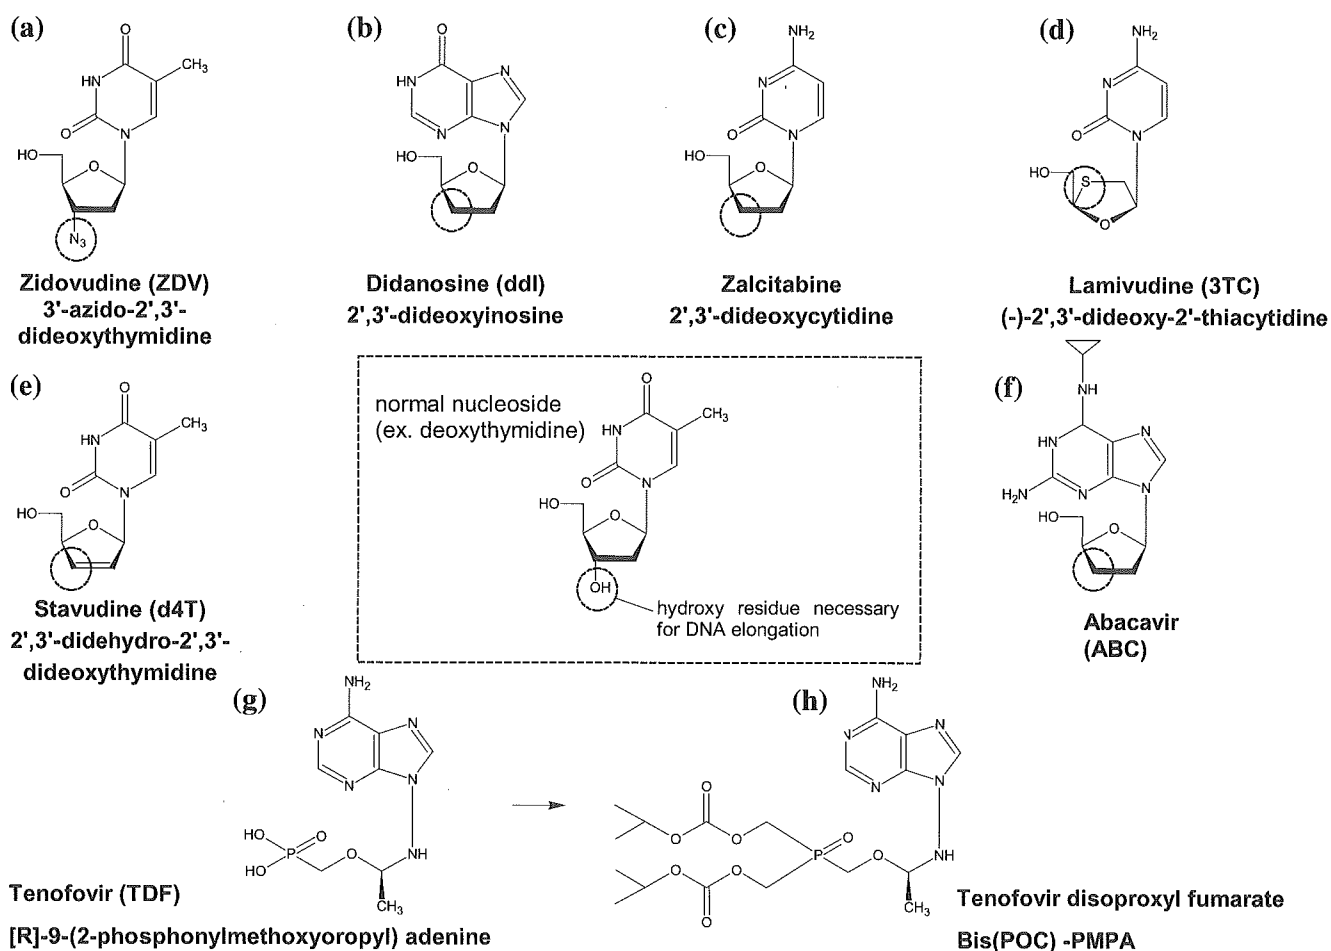 (a)
O
CH3
HN
O
N
HO
O
N3
Zidovudine (ZDV)
3'-azido-2',3'-
dideoxythymidine
(b)
O
HN
N
N
N
HO
O
Didanosine (ddI)
2',3'-dideoxyinosine
(c)
NH2
N
O
N
HO
O
Zalcitabine
2',3'-dideoxycytidine
(d)
NH2
N
O
N
HO
S
O
Lamivudine (3TC)
(-)-2',3'-dideoxy-2'-thiacytidine
(e)
O
CH3
HN
O
N
HO
O
Stavudine (d4T)
2',3'-didehydro-2',3'-
dideoxythymidine
normal nucleoside
(ex. deoxythymidine)
O
CH3
HN
O
N
HO
O
OH
hydroxy residue necessary
for DNA elongation
(f)
NH
HN
N
H2N
N
N
HO
O
Abacavir
(ABC)
(g)
NH2
N
N
N
N
HO
O
P
HO
O
NH
CH3
Tenofovir (TDF)
[R]-9-(2-phosphonylmethoxyoropyl) adenine
(h)
NH2
N
N
N
N
O
O
O
O
P
O
NH
O
O
O
CH3
Tenofovir disoproxyl fumarate
Bis(POC) -PMPA